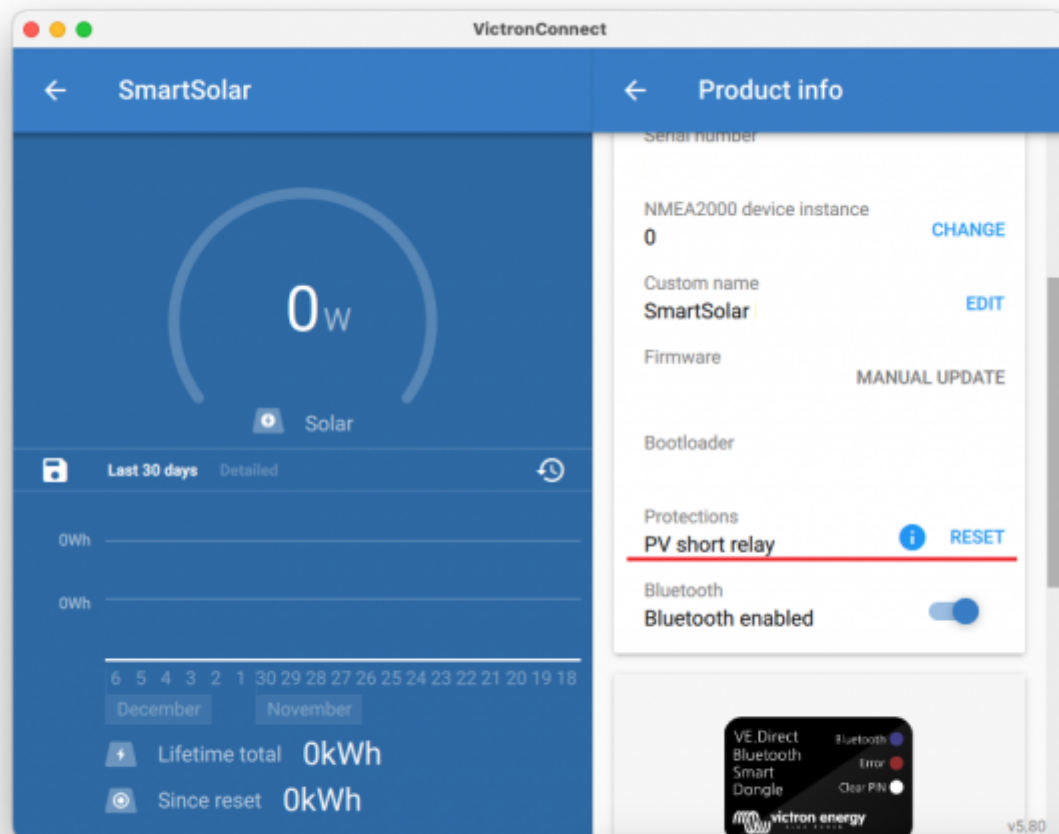 VictronConnect
SmartSolar
0 W
Solar
Last 30 days Detailed
0Wh
0Wh
6 5 4 3 2 1 30 29 28 27 26 25 24 23 22 21 20 19 18
December November
Lifetime total 0kWh
Since reset 0kWh
Product info
Serial number
NMEA2000 device instance
0 CHANGE
Custom name
SmartSolar EDIT
Firmware
MANUAL UPDATE
Bootloader
Protections
PV short relay RESET
Bluetooth
Bluetooth enabled
VE.Direct Bluetooth
Bluetooth
Smart Error
Dongle Clear PIN
victron energy
v5.80